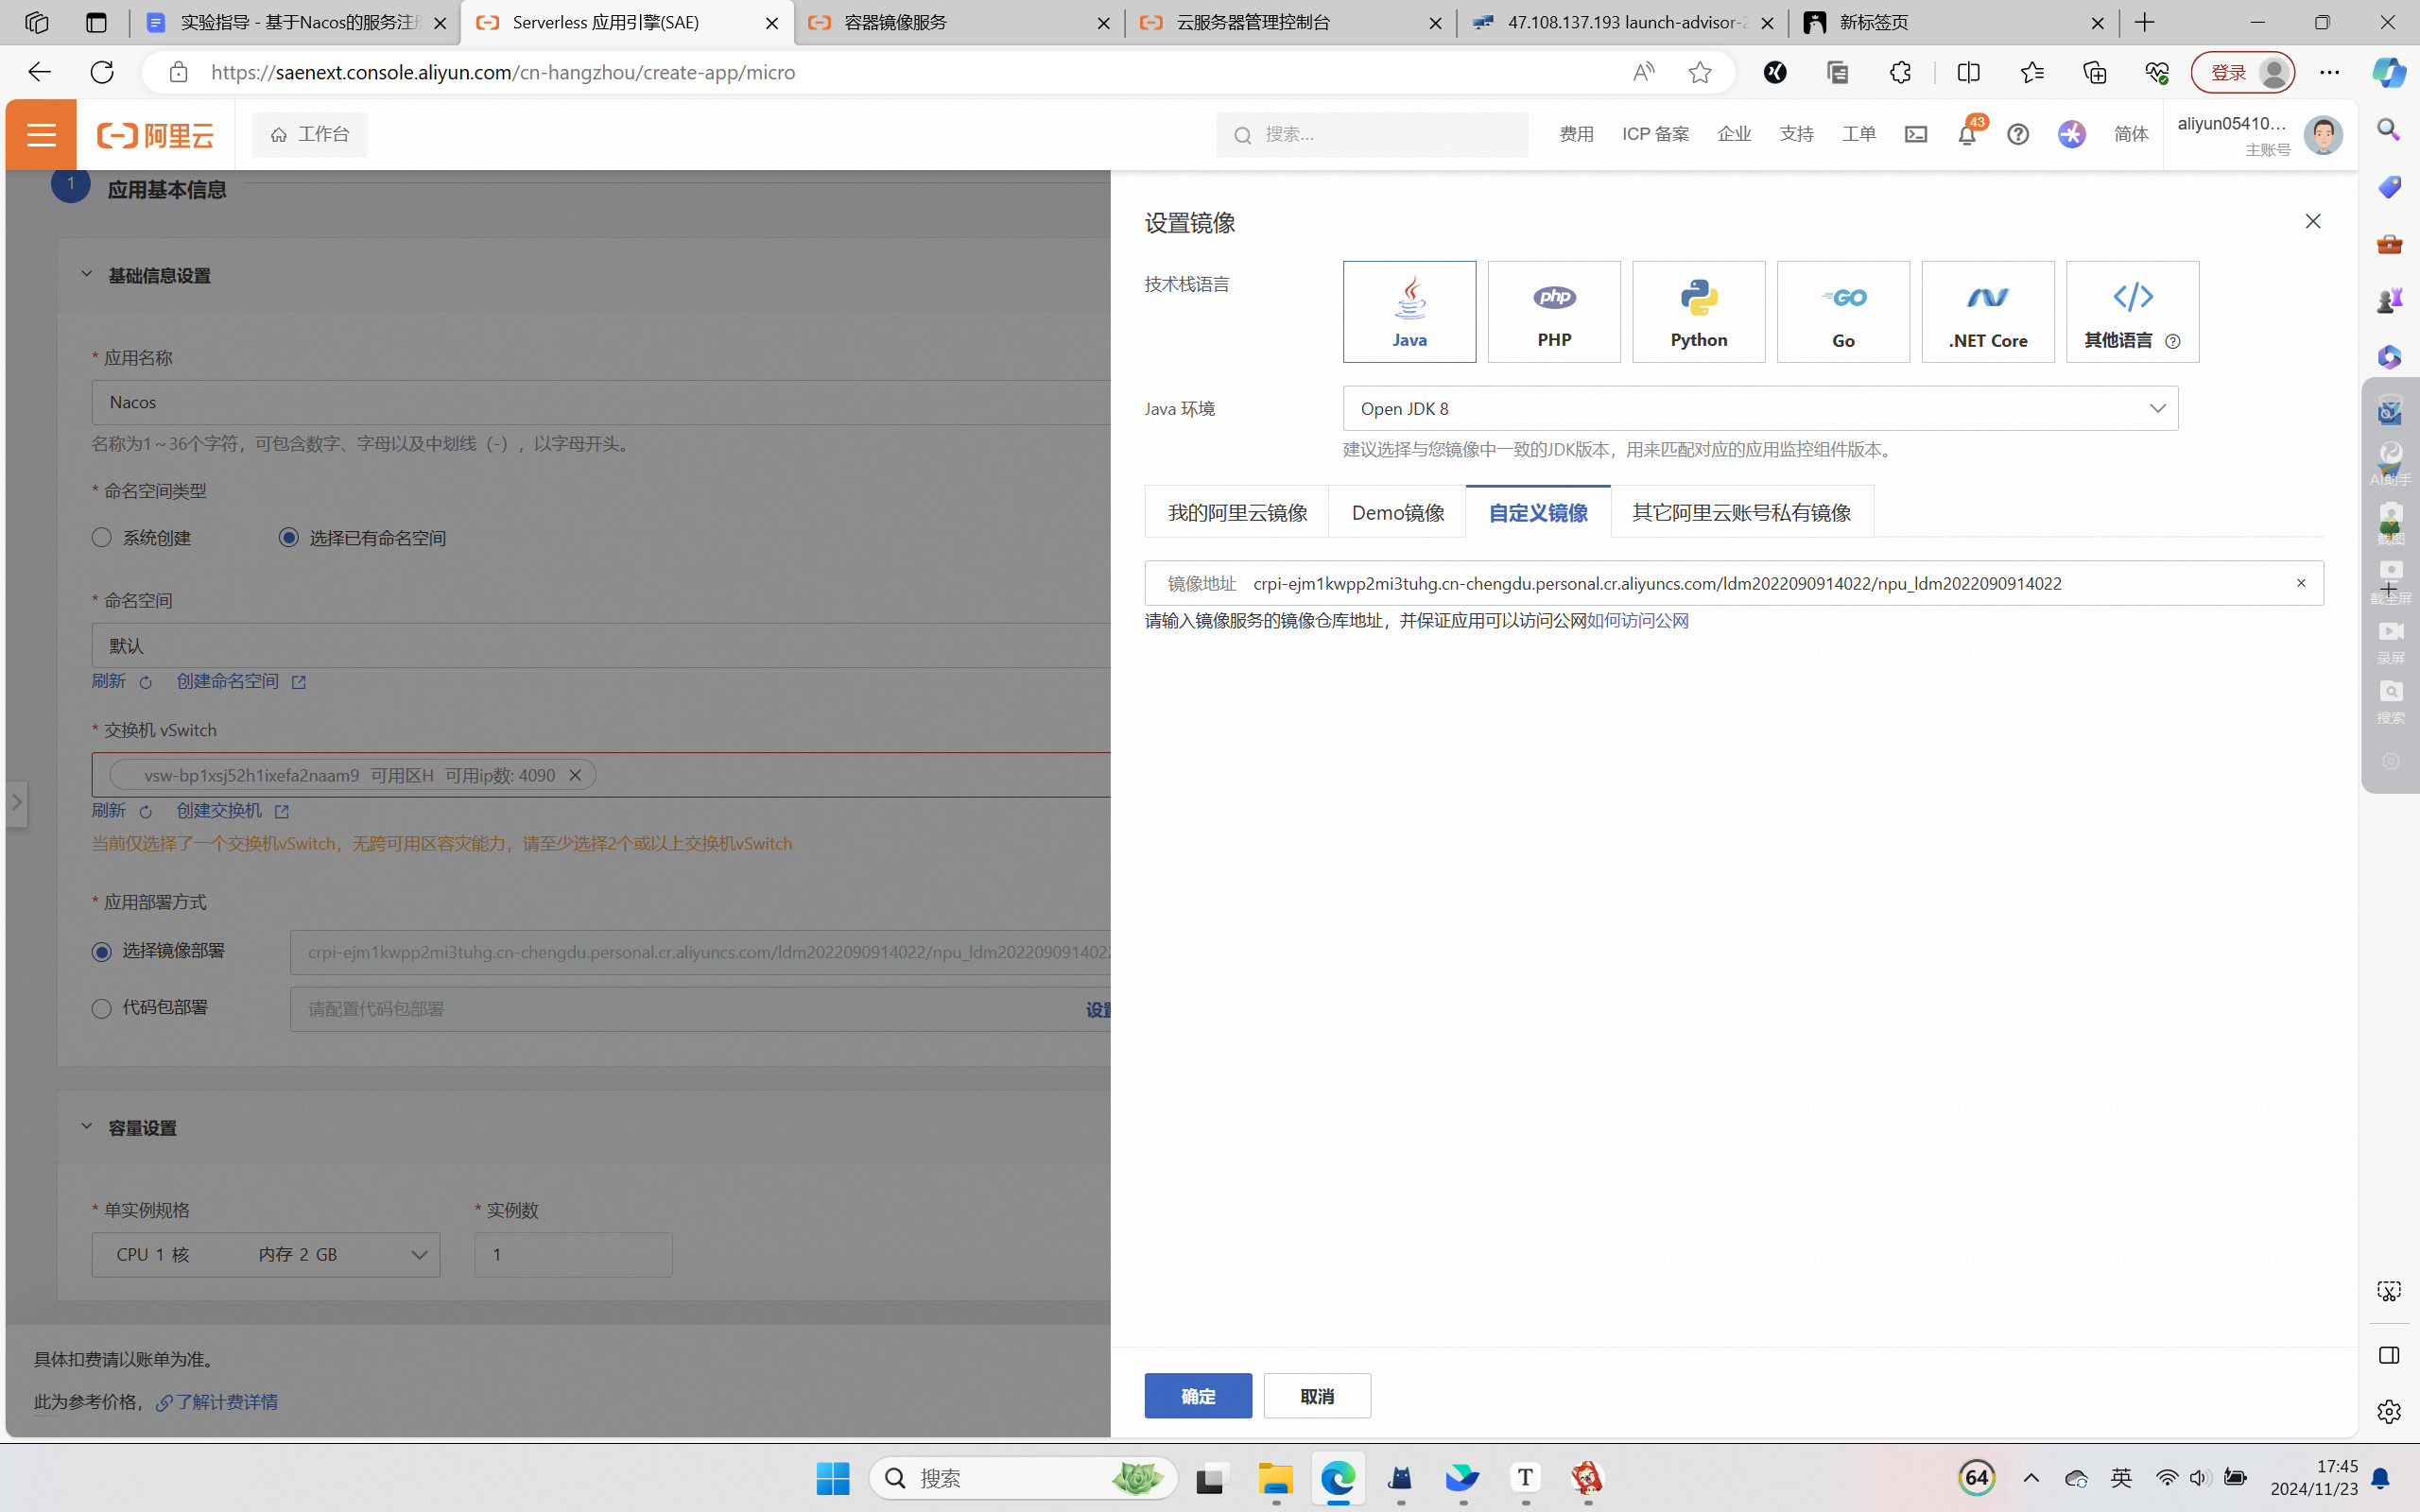 实验指导 - 基于Nacos的服务注册
Serverless 应用引擎(SAE)
容器镜像服务
云服务器管理控制台
47.108.137.193 launch-advisor-2
新标签页
https://saenext.console.aliyun.com/cn-hangzhou/create-app/micro
登录
阿里云
工作台
搜索...
费用
ICP 备案
企业
支持
工单
43
简体
aliyun05410...
主账号
1
应用基本信息
基础信息设置
* 应用名称
Nacos
名称为1~36个字符，可包含数字、字母以及中划线（-），以字母开头。
* 命名空间类型
系统创建
选择已有命名空间
* 命名空间
默认
刷新
创建命名空间
* 交换机 vSwitch
vsw-bp1xsj52h1ixefa2naam9 可用区H 可用ip数: 4090
刷新
创建交换机
当前仅选择了一个交换机vSwitch，无跨可用区容灾能力，请至少选择2个或以上交换机vSwitch
* 应用部署方式
选择镜像部署
crpi-ejm1kwpp2mi3tuhg.cn-chengdu.personal.cr.aliyuncs.com/ldm2022090914022/npu_ldm2022090914022
代码包部署
请配置代码包部署
设置
容量设置
* 单实例规格
* 实例数
CPU 1 核 内存 2 GB
1
具体扣费请以账单为准。
此为参考价格，
了解计费详情
设置镜像
技术栈语言
Java
php
PHP
Python
GO
Go
.NET Core
</>
其他语言
Java 环境
Open JDK 8
建议选择与您镜像中一致的JDK版本，用来匹配对应的应用监控组件版本。
我的阿里云镜像
Demo镜像
自定义镜像
其它阿里云账号私有镜像
镜像地址
crpi-ejm1kwpp2mi3tuhg.cn-chengdu.personal.cr.aliyuncs.com/ldm2022090914022/npu_ldm2022090914022
请输入镜像服务的镜像仓库地址，并保证应用可以访问公网如何访问公网
确定
取消
AI助手
截图
截全屏
录屏
搜索
搜索
T
64
英
17:45
2024/11/23